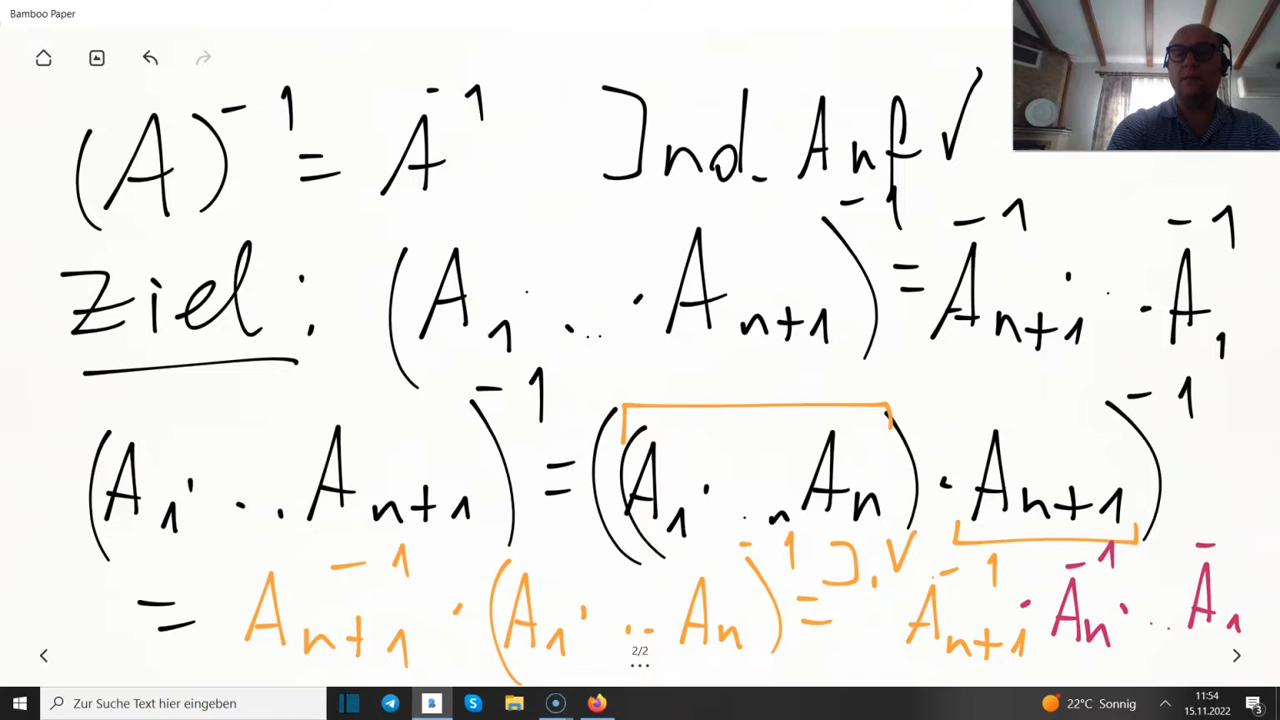 Bamboo Paper
(A)⁻¹ = A⁻¹ Ind. Anf ✓
Ziel: (A₁ · ... · Aₙ₊₁)⁻¹ = Aₙ₊₁⁻¹ · ... · A₁⁻¹
(A₁ · ... Aₙ₊₁)⁻¹ = ((A₁ · ... Aₙ) · Aₙ₊₁)⁻¹
= Aₙ₊₁⁻¹ · (A₁ · ... Aₙ)⁻¹ I.V = Aₙ₊₁⁻¹ · Aₙ⁻¹ · ... A₁⁻
2/2
Zur Suche Text hier eingeben
22°C Sonnig
11:54
15.11.2022
3